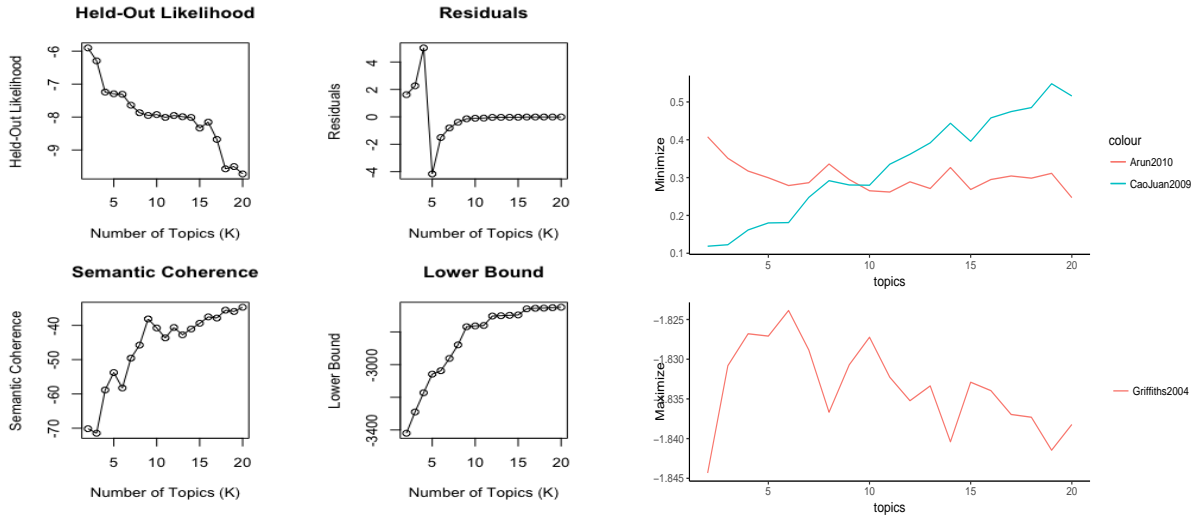 Held-Out Likelihood
Held-Out Likelihood
-6
-7
-8
-9
5 10 15 20
Number of Topics (K)
Residuals
Residuals
4
2
0
-2
-4
5 10 15 20
Number of Topics (K)
Semantic Coherence
Semantic Coherence
-40
-50
-60
-70
5 10 15 20
Number of Topics (K)
Lower Bound
Lower Bound
-3000
-3400
5 10 15 20
Number of Topics (K)
Minimize
0.5
0.4
0.3
0.2
0.1
5 10 15 20
topics
colour
Arun2010
CaoJuan2009
Maximize
−1.825
−1.830
−1.835
−1.840
−1.845
5 10 15 20
topics
Griffiths2004